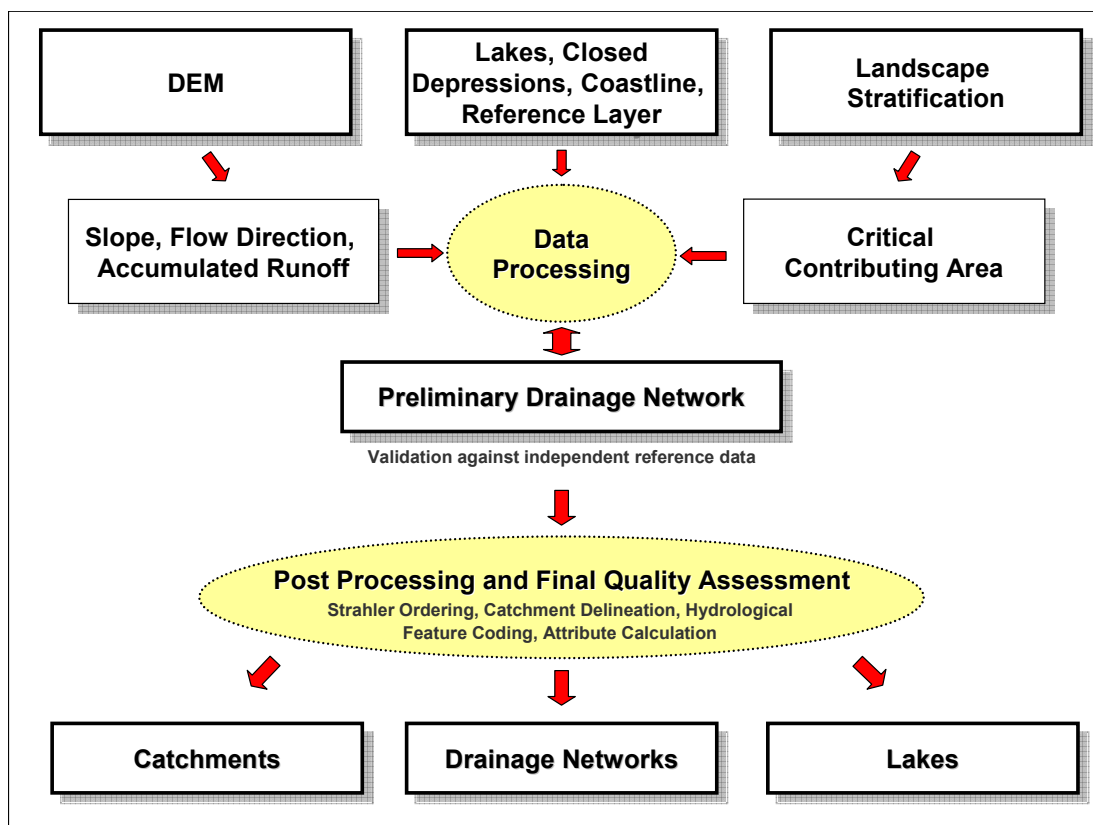 DEM
Lakes, Closed
Depressions, Coastline,
Reference Layer
Landscape
Stratification
Slope, Flow Direction,
Accumulated Runoff
Data
Processing
Critical
Contributing Area
Preliminary Drainage Network
Validation against independent reference data
Post Processing and Final Quality Assessment
Strahler Ordering, Catchment Delineation, Hydrological
Feature Coding, Attribute Calculation
Catchments
Drainage Networks
Lakes